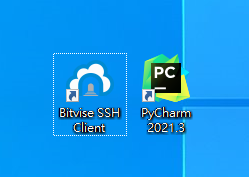 PC
Bitvise SSH
Client
PyCharm
2021.3